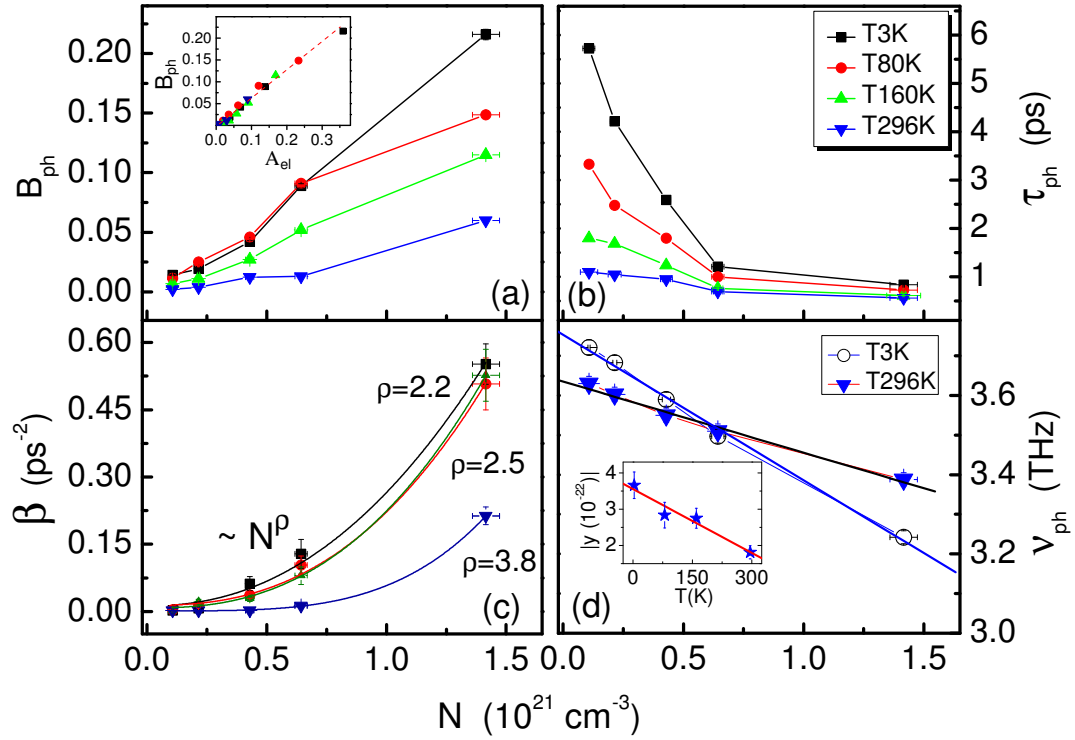 (a)
B_ph
0.20
0.15
0.10
0.05
0.00
B_ph
0.20
0.15
0.10
0.05
0.0 0.1 0.2 0.3
A_el
(b)
T3K
T80K
T160K
T296K
6
5
4
3
2
1
τ_ph (ps)
(c)
β (ps⁻²)
0.60
0.45
0.30
0.15
0.00
ρ=2.2
ρ=2.5
ρ=3.8
~ N^ρ
0.0 0.5 1.0 1.5
(d)
T3K
T296K
3.6
3.4
3.2
3.0
ν_ph (THz)
|y (10⁻²²)|
4
2
0 150 300
T(K)
0.0 0.5 1.0 1.5
N (10²¹ cm⁻³)